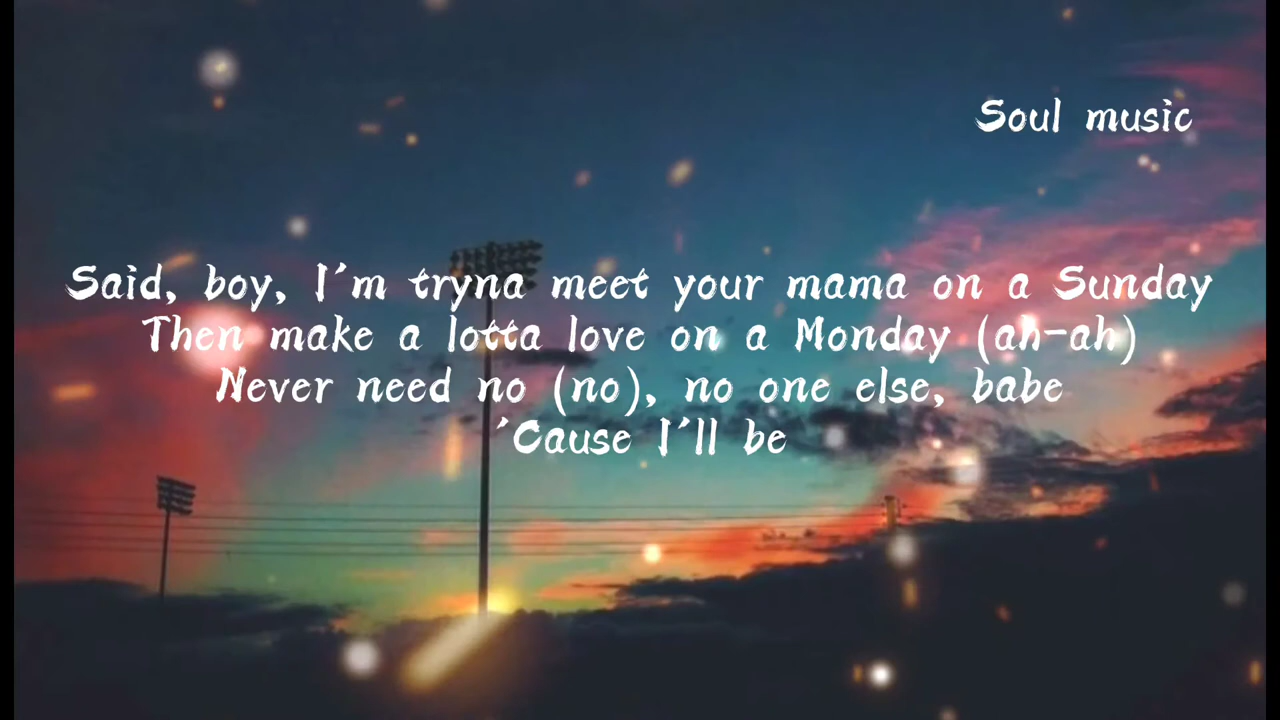 Soul music
Said, boy, I'm tryna meet your mama on a Sunday
Then make a lotta love on a Monday (ah-ah)
Never need no (no), no one else, babe
'Cause I'll be